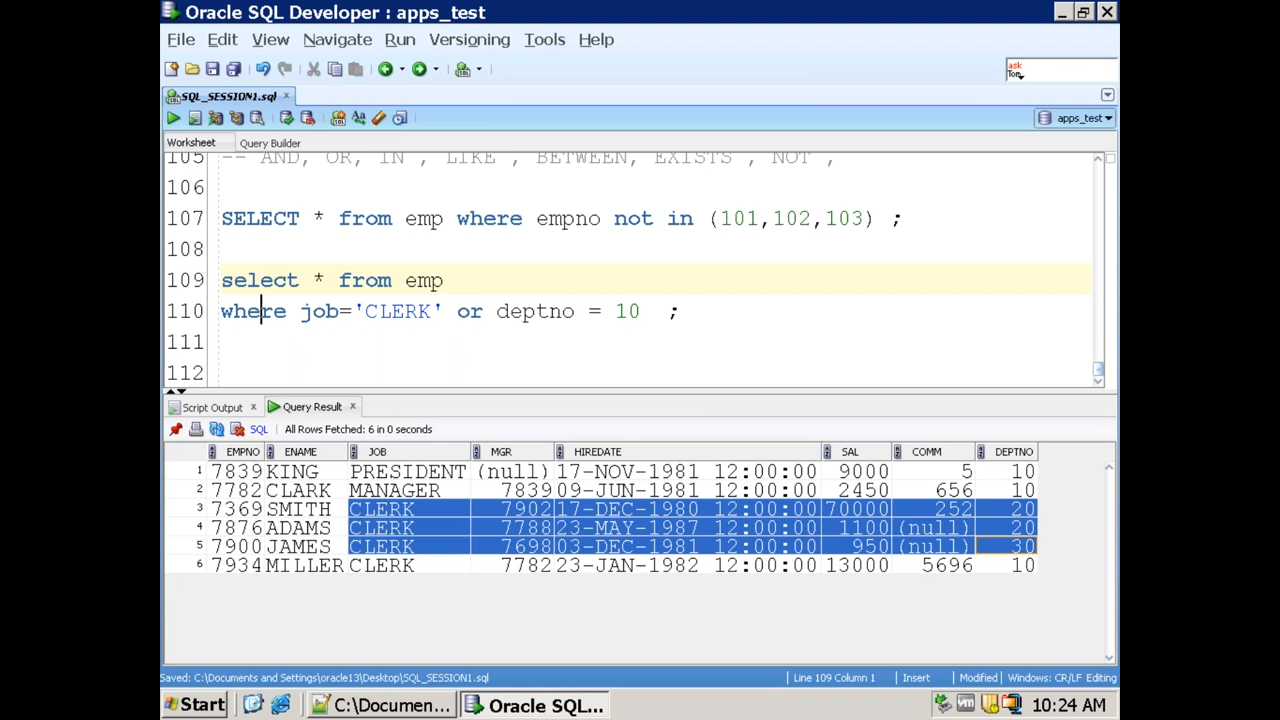 Oracle SQL Developer : apps_test
File Edit View Navigate Run Versioning Tools Help
ask
Tom
SQL_SESSION1.sql
apps_test
Worksheet Query Builder
105 -- AND, OR, IN , LIKE , BETWEEN, EXISTS , NOT ,
106
107 SELECT * from emp where empno not in (101,102,103) ;
108
109 select * from emp
110 where job='CLERK' or deptno = 10 ;
111
112
Script Output x Query Result x
SQL All Rows Fetched: 6 in 0 seconds
EMPNO ENAME JOB MGR HIREDATE SAL COMM DEPTNO
1 7839 KING PRESIDENT (null) 17-NOV-1981 12:00:00 9000 5 10
2 7782 CLARK MANAGER 7839 09-JUN-1981 12:00:00 2450 656 10
3 7369 SMITH CLERK 7902 17-DEC-1980 12:00:00 70000 252 20
4 7876 ADAMS CLERK 7788 23-MAY-1987 12:00:00 1100 (null) 20
5 7900 JAMES CLERK 7698 03-DEC-1981 12:00:00 950 (null) 30
6 7934 MILLER CLERK 7782 23-JAN-1982 12:00:00 13000 5696 10
Saved: C:\Documents and Settings\oracle13\Desktop\SQL_SESSION1.sql Line 109 Column 1 Insert Modified Windows: CR/LF Editing
Start C:\Documen... Oracle SQL... 10:24 AM